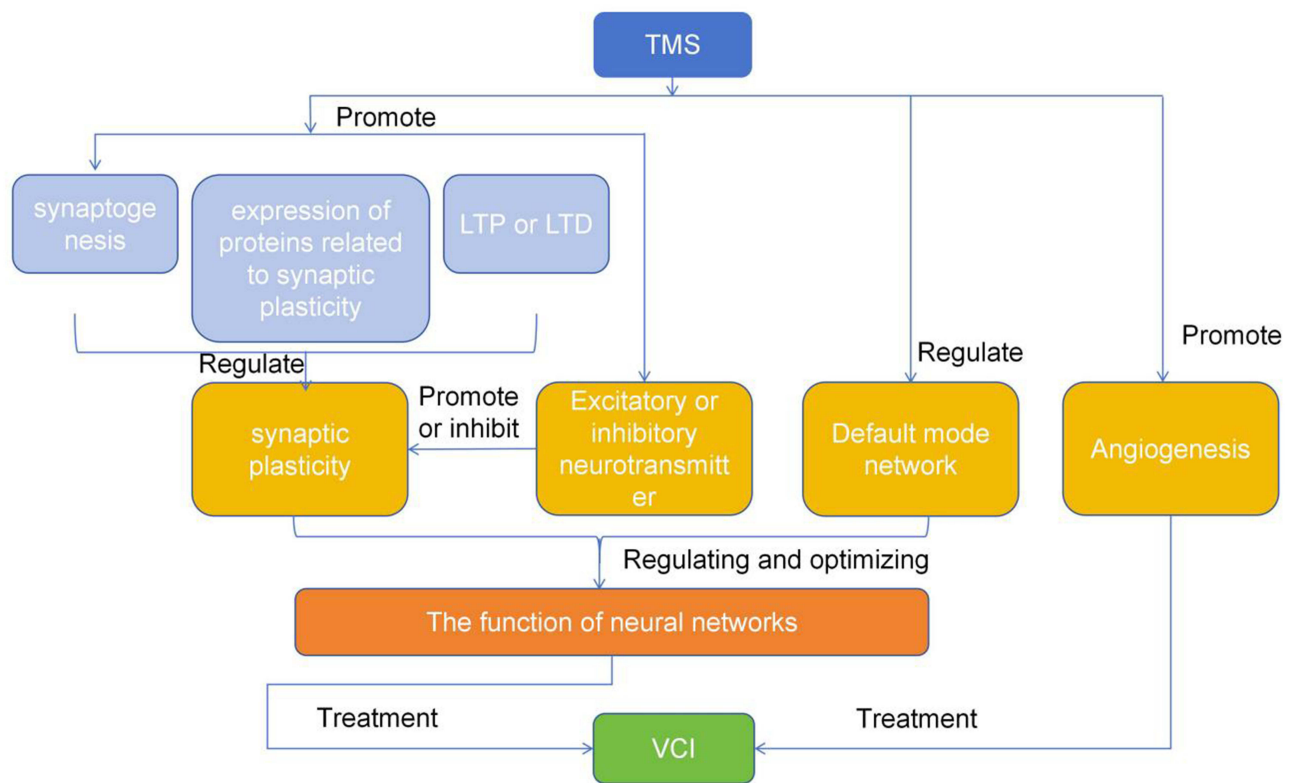 TMS
Promote
synaptoge
nesis
expression of
proteins related
to synaptic
plasticity
LTP or LTD
Regulate
Promote
Regulate
synaptic
plasticity
Promote
or inhibit
Excitatory or
inhibitory
neurotransmitt
er
Default mode
network
Angiogenesis
Regulating and optimizing
The function of neural networks
Treatment
VCI
Treatment